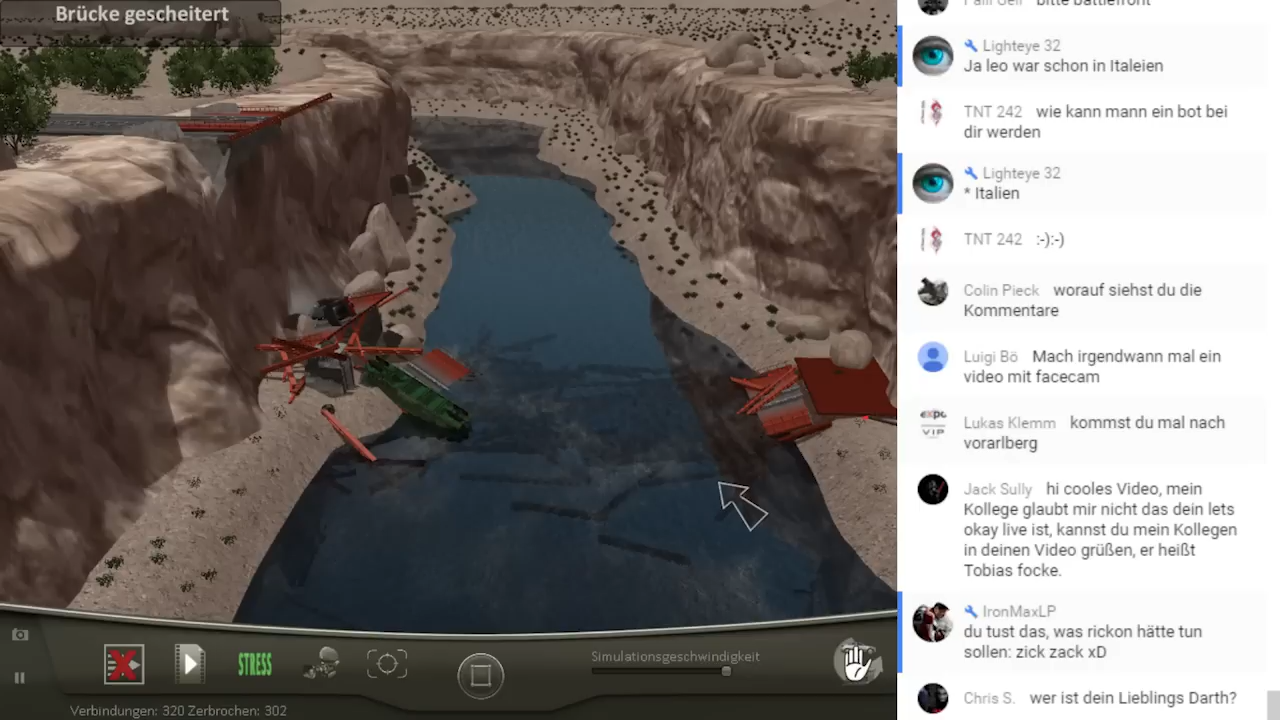 Brücke gescheitert
STRESS
Simulationsgeschwindigkeit
Verbindungen: 320 Zerbrochen: 302
bitte battlefront
Lighteye 32
Ja leo war schon in Italeien
TNT 242 wie kann mann ein bot bei
dir werden
Lighteye 32
* Italien
TNT 242 :-):-)
Colin Pieck worauf siehst du die
Kommentare
Luigi Bö Mach irgendwann mal ein
video mit facecam
expo
VIP
Lukas Klemm kommst du mal nach
vorarlberg
Jack Sully hi cooles Video, mein
Kollege glaubt mir nicht das dein lets
okay live ist, kannst du mein Kollegen
in deinen Video grüßen, er heißt
Tobias focke.
IronMaxLP
du tust das, was rickon hätte tun
sollen: zick zack xD
Chris S. wer ist dein Lieblings Darth?